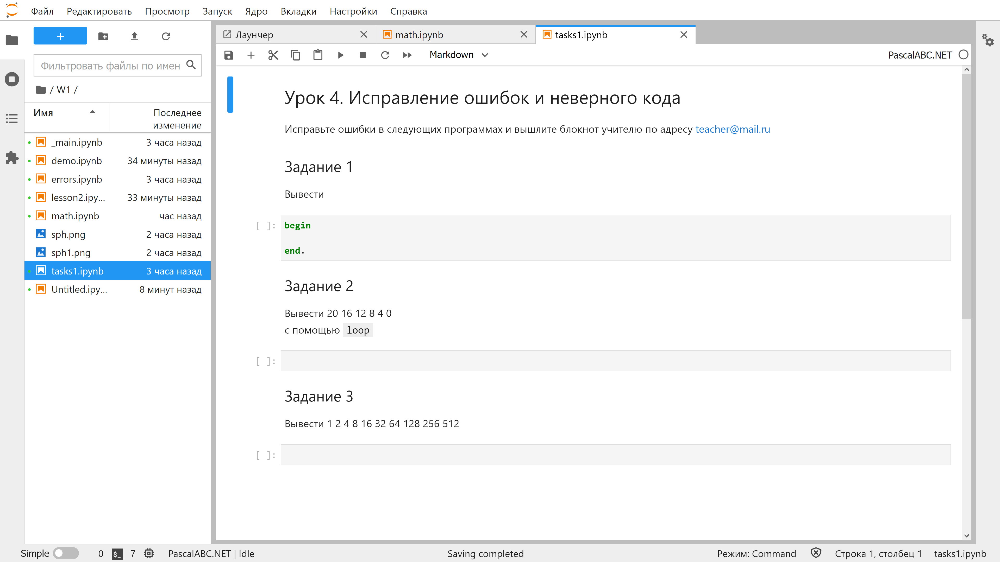 Файл Редактировать Просмотр Запуск Ядро Вкладки Настройки Справка
+
Фильтровать файлы по имен
/ W1 /
Имя
Последнее
изменение
_main.ipynb 3 часа назад
demo.ipynb 34 минуты назад
errors.ipynb 3 часа назад
lesson2.ipy... 33 минуты назад
math.ipynb час назад
sph.png 2 часа назад
sph1.png 2 часа назад
tasks1.ipynb 3 часа назад
Untitled.ipy... 8 минут назад
Лаунчер math.ipynb tasks1.ipynb
Markdown PascalABC.NET
Урок 4. Исправление ошибок и неверного кода
Исправьте ошибки в следующих программах и вышлите блокнот учителю по адресу teacher@mail.ru
Задание 1
Вывести
[ ]: begin
end.
Задание 2
Вывести 20 16 12 8 4 0
с помощью loop
[ ]:
Задание 3
Вывести 1 2 4 8 16 32 64 128 256 512
[ ]:
Simple 0 $_ 7 PascalABC.NET | Idle Saving completed Режим: Command Строка 1, столбец 1 tasks1.ipynb